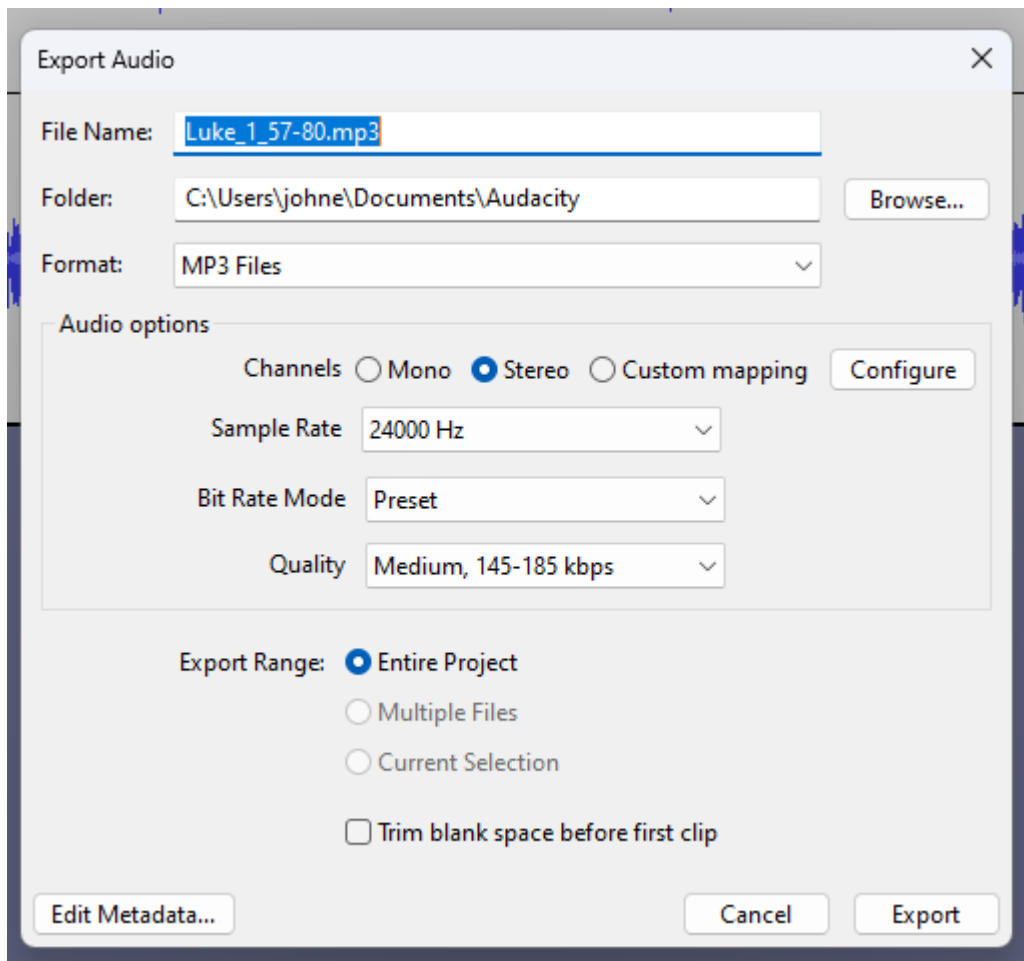 Export Audio
File Name: Luke_1_57-80.mp3
Folder: C:\Users\johne\Documents\Audacity Browse...
Format: MP3 Files
Audio options
Channels Mono Stereo Custom mapping Configure
Sample Rate 24000 Hz
Bit Rate Mode Preset
Quality Medium, 145-185 kbps
Export Range: Entire Project
Multiple Files
Current Selection
Trim blank space before first clip
Edit Metadata... Cancel Export